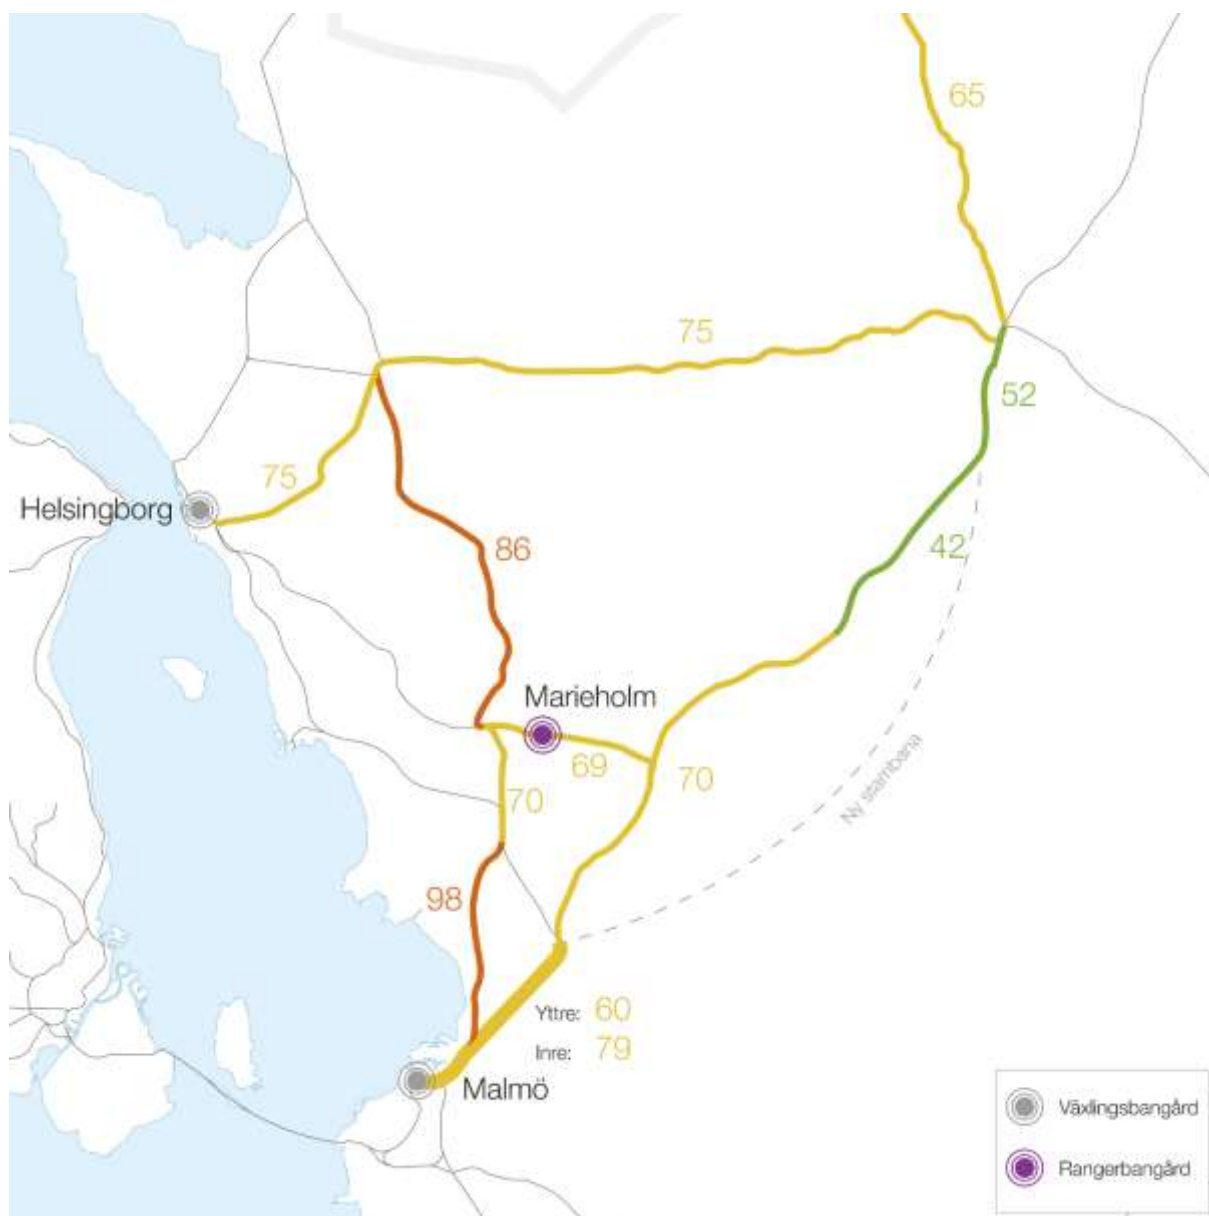 65
75
52
75
Helsingborg
86
42
Marieholm
69
70
70
Ny stambana
98
Yttre: 60
Inre: 79
Malmö
Växlingsbangård
Rangerbangård